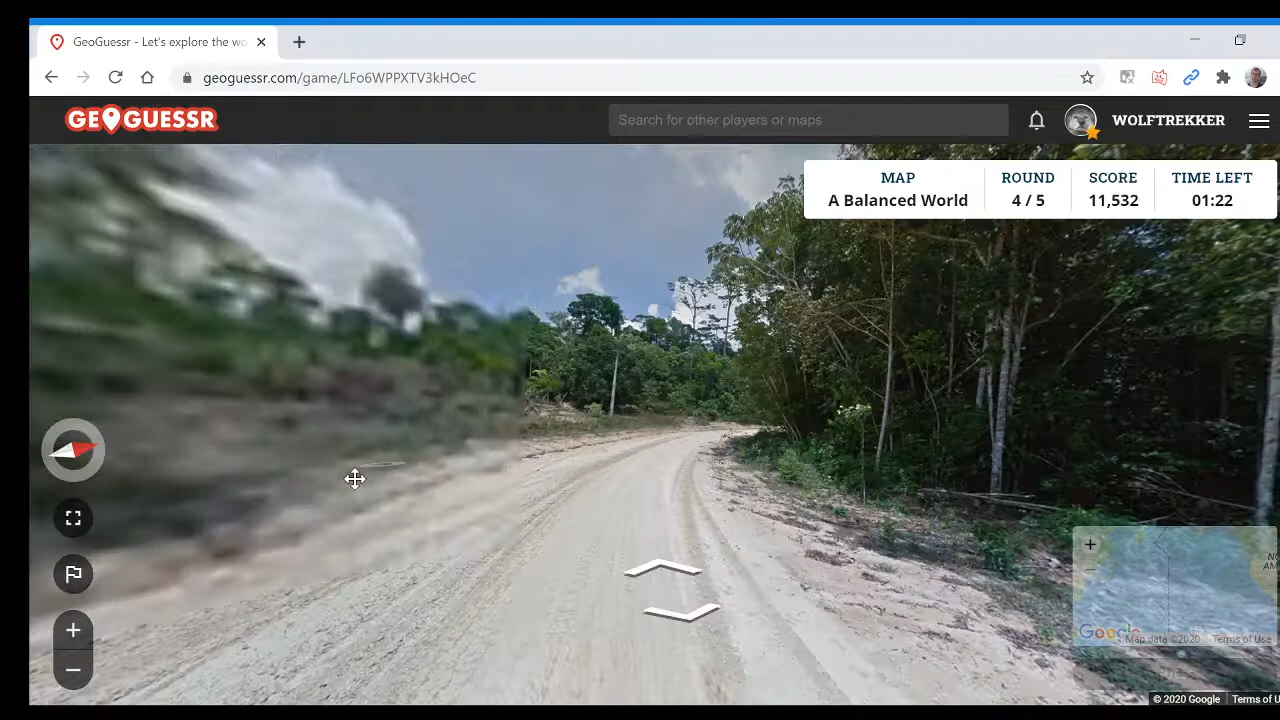 GeoGuessr - Let's explore the wo
geoguessr.com/game/LFo6WPPXTV3kHOeC
GEOGUESSR
Search for other players or maps
WOLFTREKKER
MAP ROUND SCORE TIME LEFT
A Balanced World 4 / 5 11,532 01:22
Google Map data ©2020 Terms of Use
© 2020 Google Terms of U